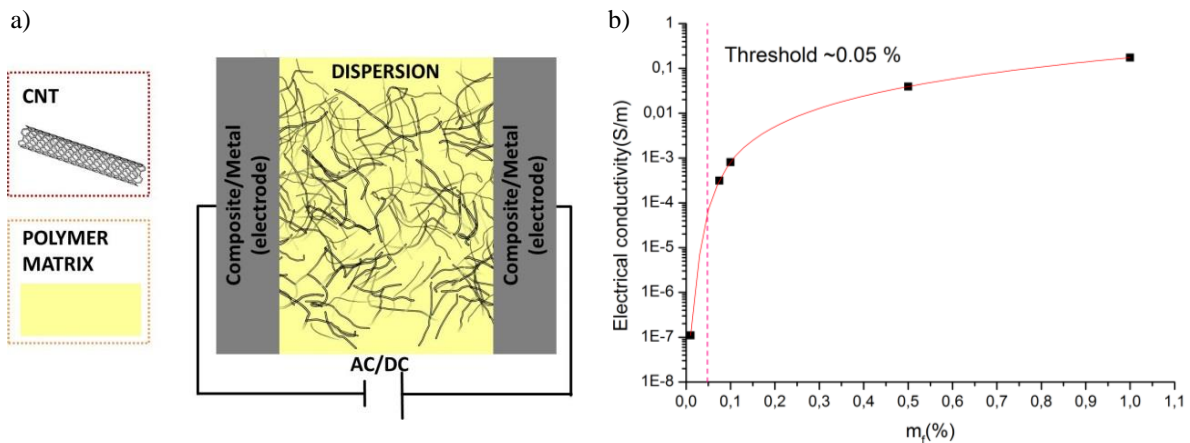 a)
CNT
POLYMER
MATRIX
DISPERSION
Composite/Metal
(electrode)
Composite/Metal
(electrode)
AC/DC
b)
Threshold ~0.05 %
Electrical conductivity(S/m)
1
0,1
0,01
1E-3
1E-4
1E-5
1E-6
1E-7
1E-8
0,0 0,1 0,2 0,3 0,4 0,5 0,6 0,7 0,8 0,9 1,0 1,1
mf(%)